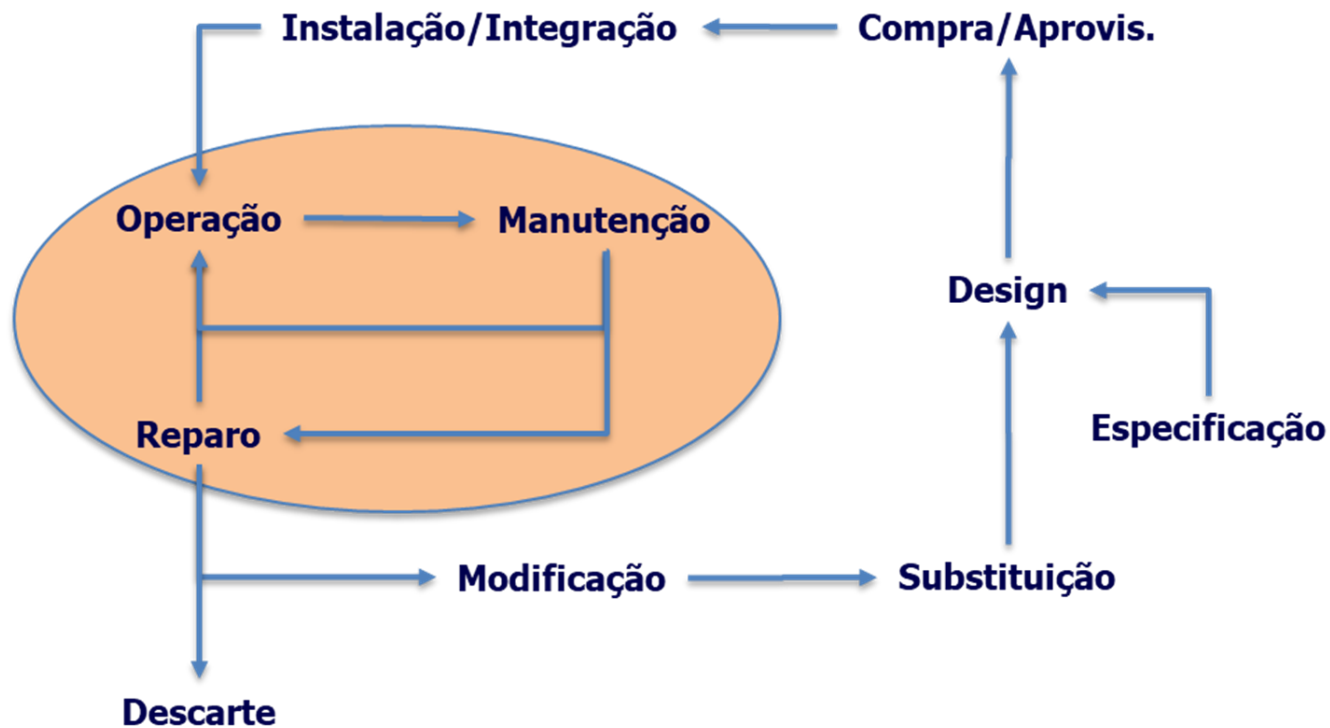 Instalação/Integração
Compra/Aprovis.
Operação
Manutenção
Design
Reparo
Especificação
Modificação
Substituição
Descarte